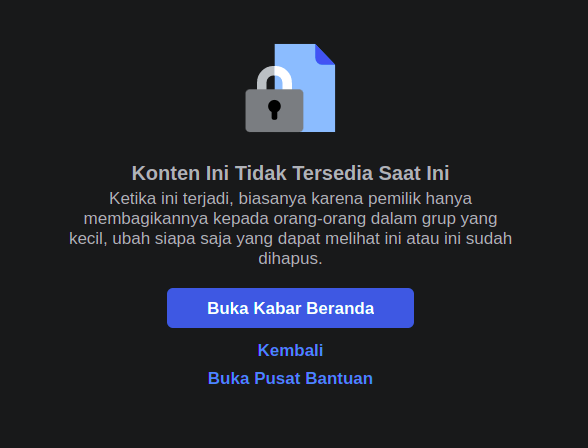 Konten Ini Tidak Tersedia Saat Ini
Ketika ini terjadi, biasanya karena pemilik hanya
membagikannya kepada orang-orang dalam grup yang
kecil, ubah siapa saja yang dapat melihat ini atau ini sudah
dihapus.
Buka Kabar Beranda
Kembali
Buka Pusat Bantuan